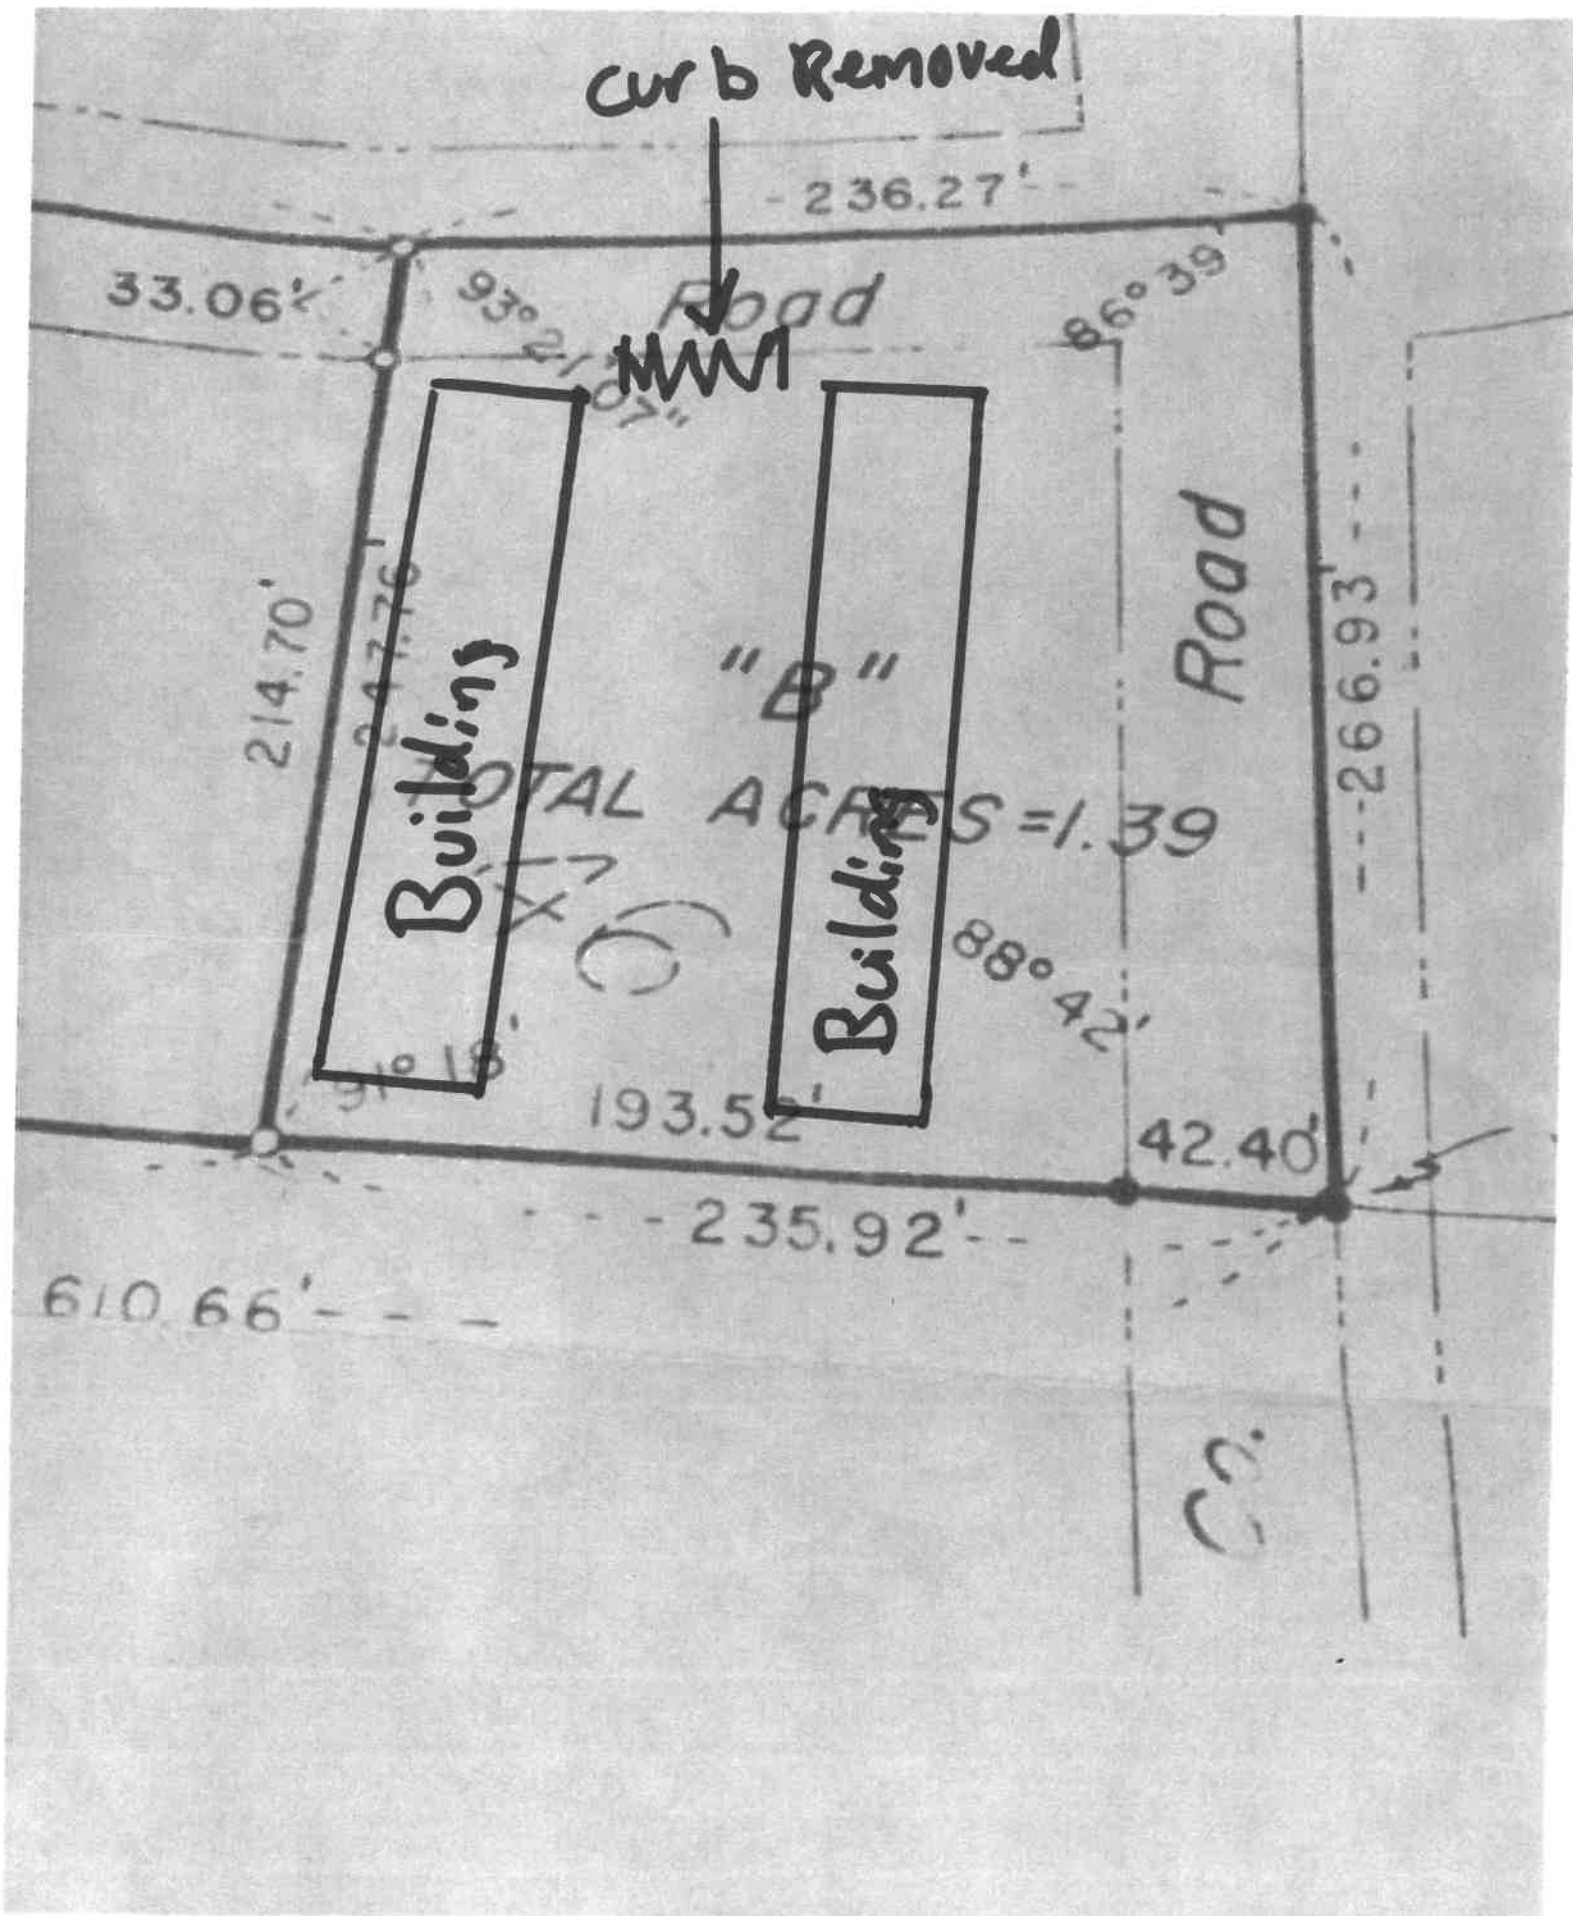 curb Removed
236.27'
33.06'
93° 21' 07"
Road
86° 39'
Road
214.70'
247.76'
266.93'
Building
"B"
TOTAL ACRES = 1.39
Building
88° 42'
91° 18'
193.52'
42.40'
235.92'
610.66'
CO.